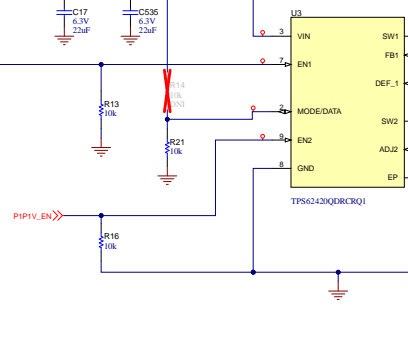 U3
C17
6.3V
22uF
C535
6.3V
22uF
3 VIN
SW1
FB1
7 EN1
R14
10k
DNI
DEF_1
R13
10k
2 MODE/DATA
SW2
9 EN2
R21
10k
ADJ2
8 GND
EP
TPS62420QDRCRQ1
P1P1V_EN
R16
10k